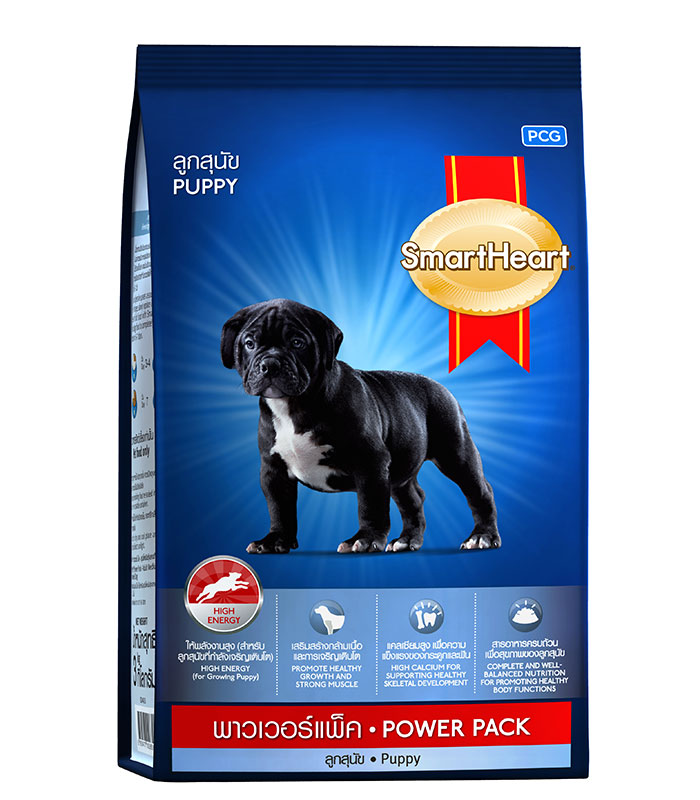 PCG
ลูกสุนัข
PUPPY
SmartHeart
HIGH
ENERGY
ให้พลังงานสูง (สำหรับ
ลูกสุนัขที่กำลังเจริญเติบโต)
HIGH ENERGY
(for Growing Puppy)
เสริมสร้างกล้ามเนื้อ
และการเจริญเติบโต
PROMOTE HEALTHY
GROWTH AND
STRONG MUSCLE
แคลเซียมสูง เพื่อความ
แข็งแรงของกระดูกและฟัน
HIGH CALCIUM FOR
SUPPORTING HEALTHY
SKELETAL DEVELOPMENT
สารอาหารครบถ้วน
เพื่อสุขภาพของลูกสุนัข
COMPLETE AND WELL-
BALANCED NUTRITION
FOR PROMOTING HEALTHY
BODY FUNCTIONS
พาวเวอร์แพ็ค • POWER PACK
ลูกสุนัข • Puppy